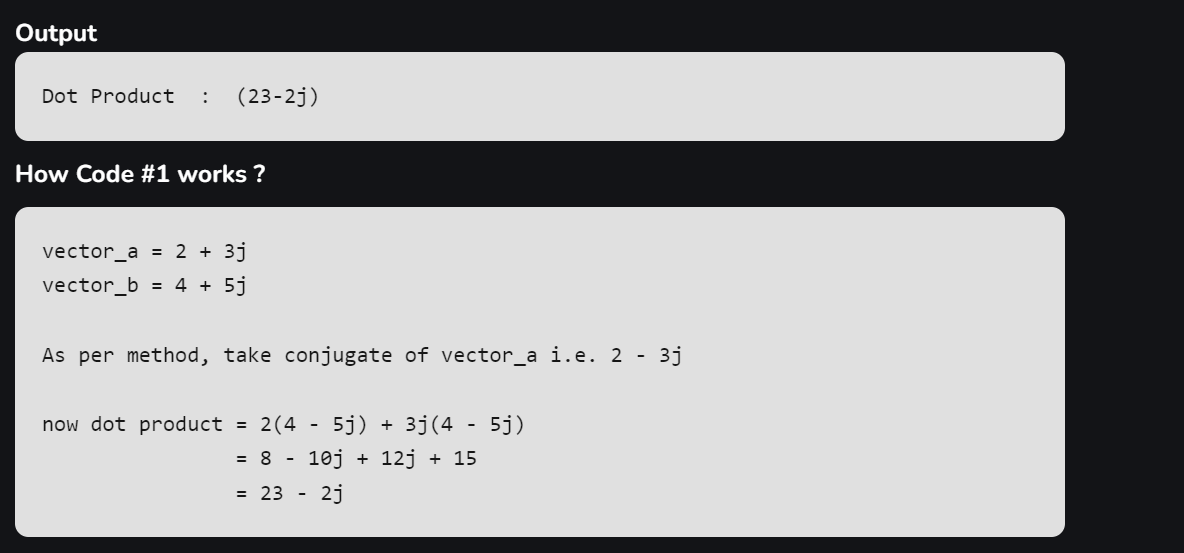 Output
Dot Product  :  (23-2j)
How Code #1 works ?
vector_a = 2 + 3j
vector_b = 4 + 5j
As per method, take conjugate of vector_a i.e. 2 - 3j
now dot product = 2(4 - 5j) + 3j(4 - 5j)
= 8 - 10j + 12j + 15
= 23 - 2j